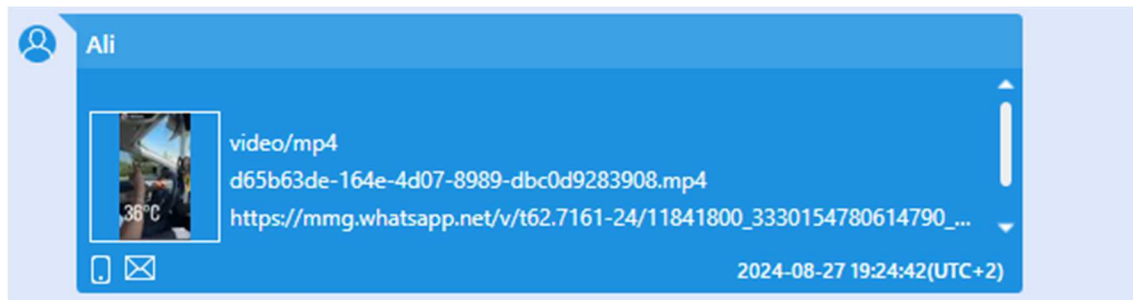 Ali
video/mp4
d65b63de-164e-4d07-8989-dbc0d9283908.mp4
36°C
https://mmg.whatsapp.net/v/t62.7161-24/11841800_3330154780614790_...
2024-08-27 19:24:42(UTC+2)